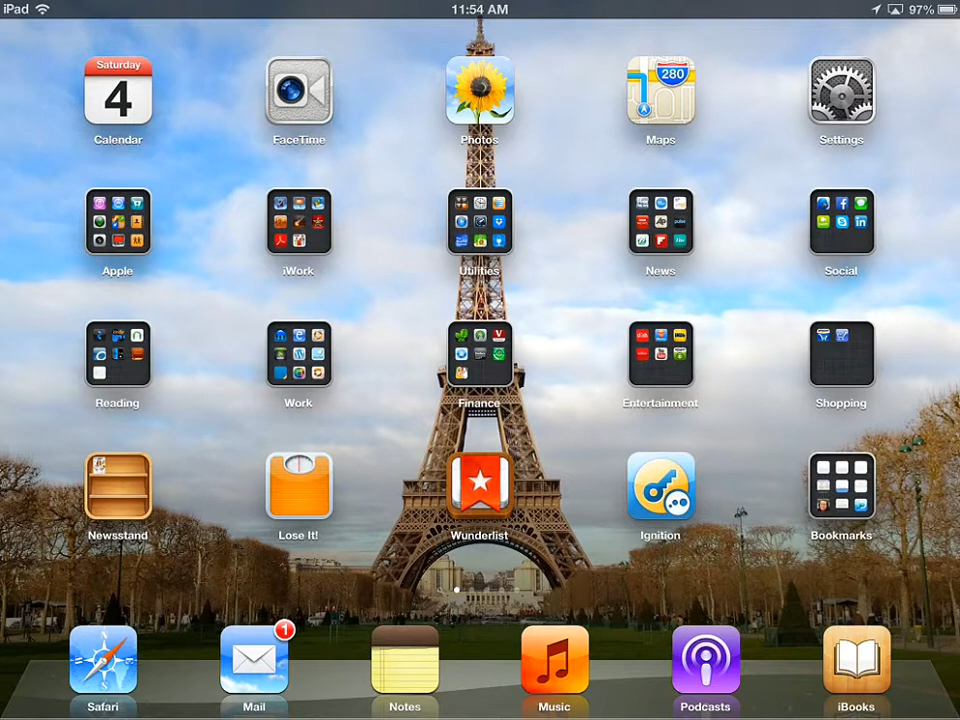 iPad 11:54 AM 97%
Saturday
4
280
Calendar FaceTime Photos Maps Settings
Apple iWork Utilities News Social
Reading Work Finance Entertainment Shopping
Newsstand Lose It! Wunderlist Ignition Bookmarks
1
Safari Mail Notes Music Podcasts iBooks